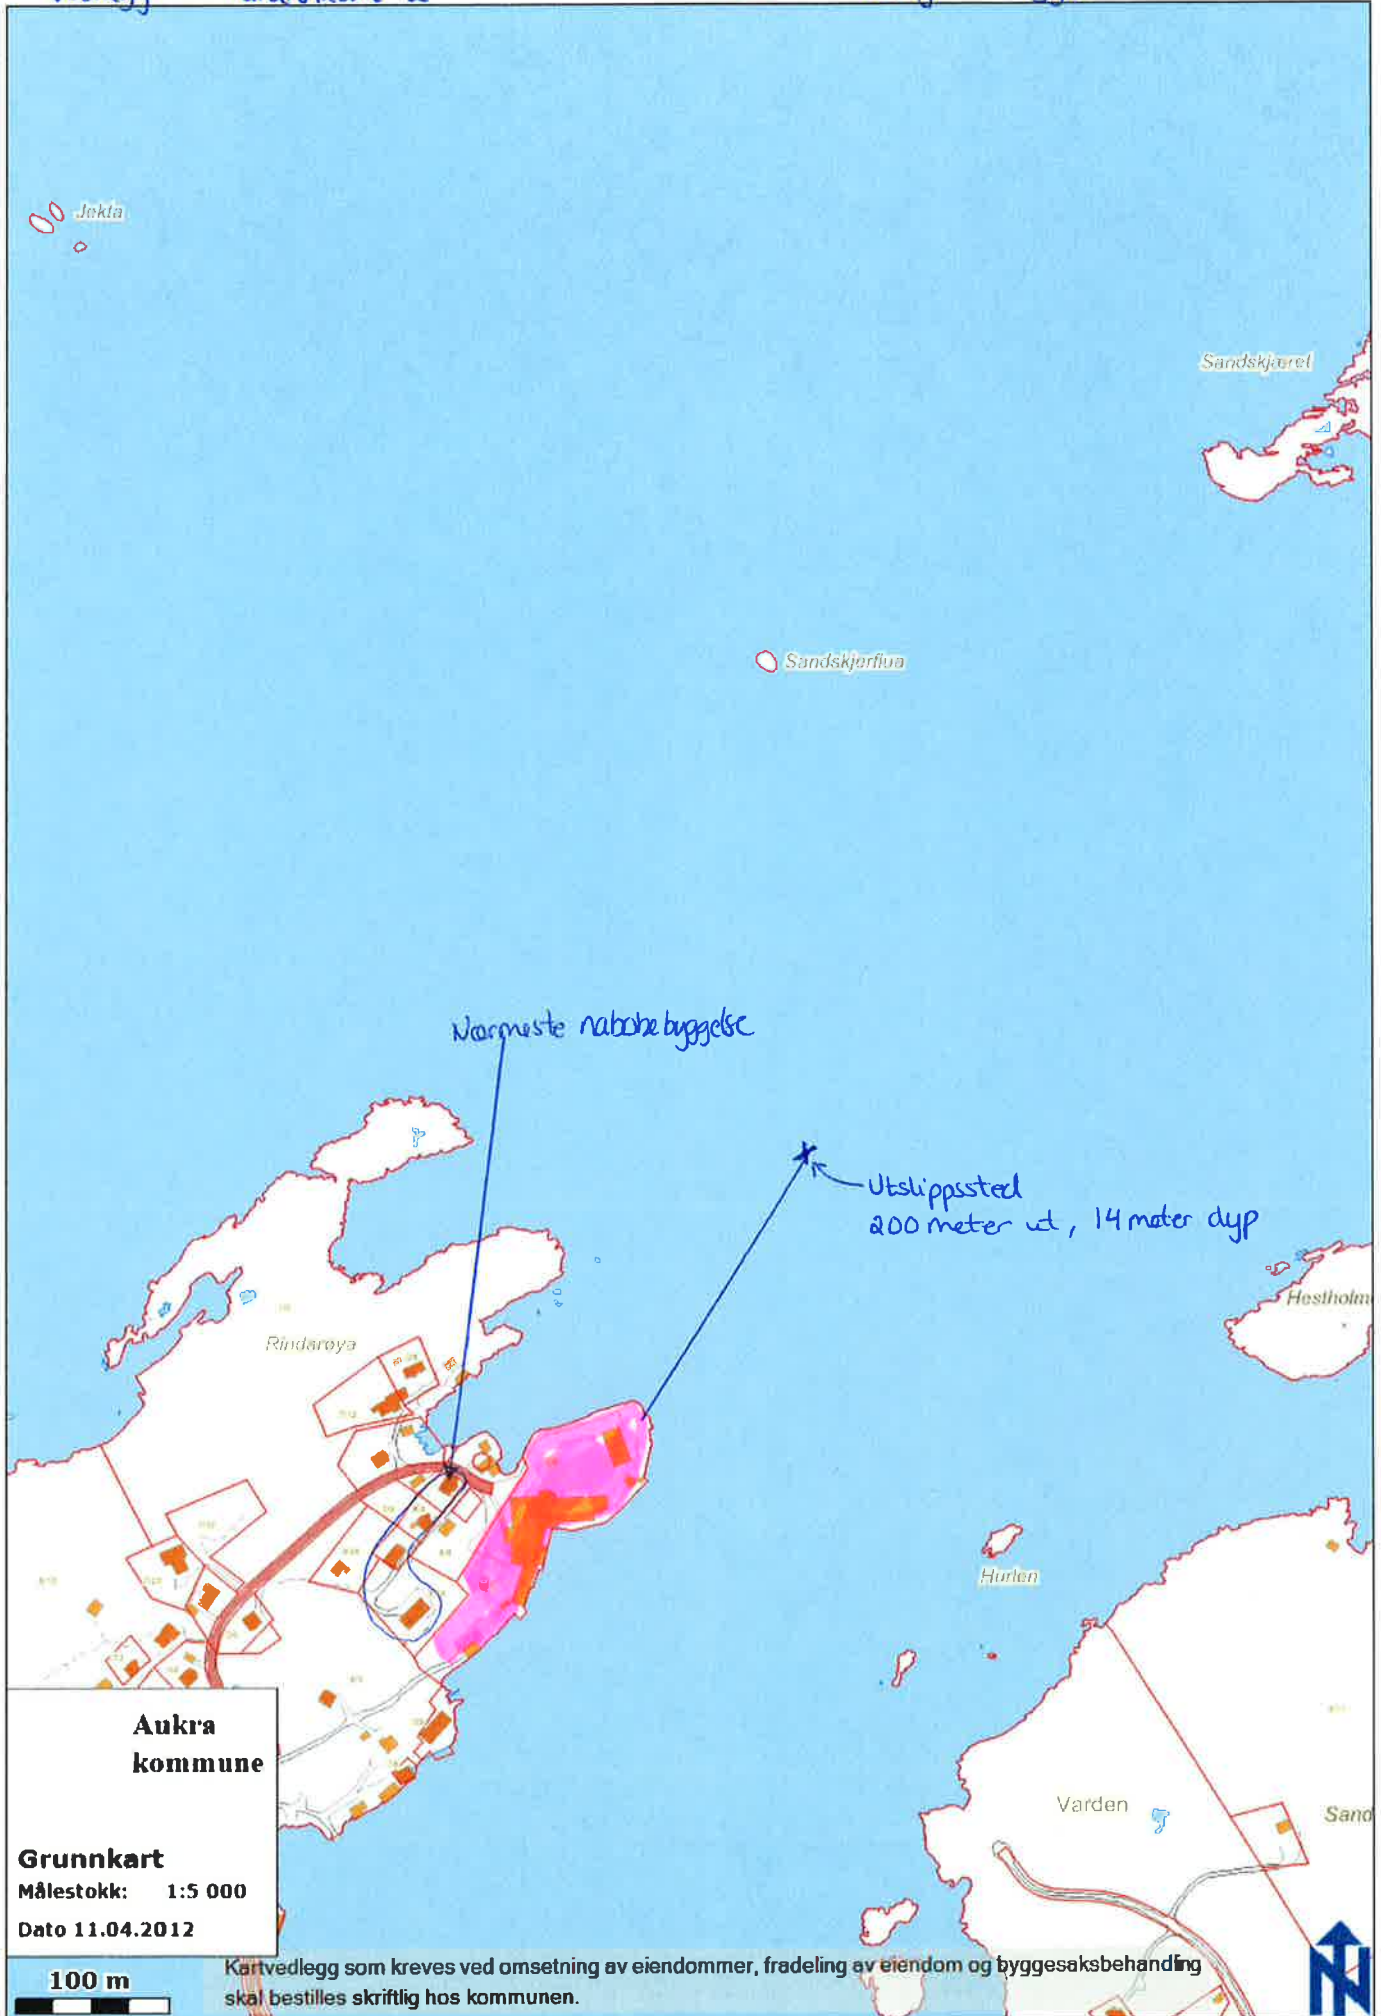 Jekta
Sandskjæret
Sandskjerflua
Nærmeste nabobebyggelse
Utslippssted
200 meter ut, 14 meter dyp
Hestholm
Rindarøya
Hurlen
Aukra
kommune
Varden
Sand
Grunnkart
Målestokk: 1:5 000
Dato 11.04.2012
100 m
Kartvedlegg som kreves ved omsetning av eiendommer, fradeling av eiendom og byggesaksbehandling
skal bestilles skriftlig hos kommunen.
N